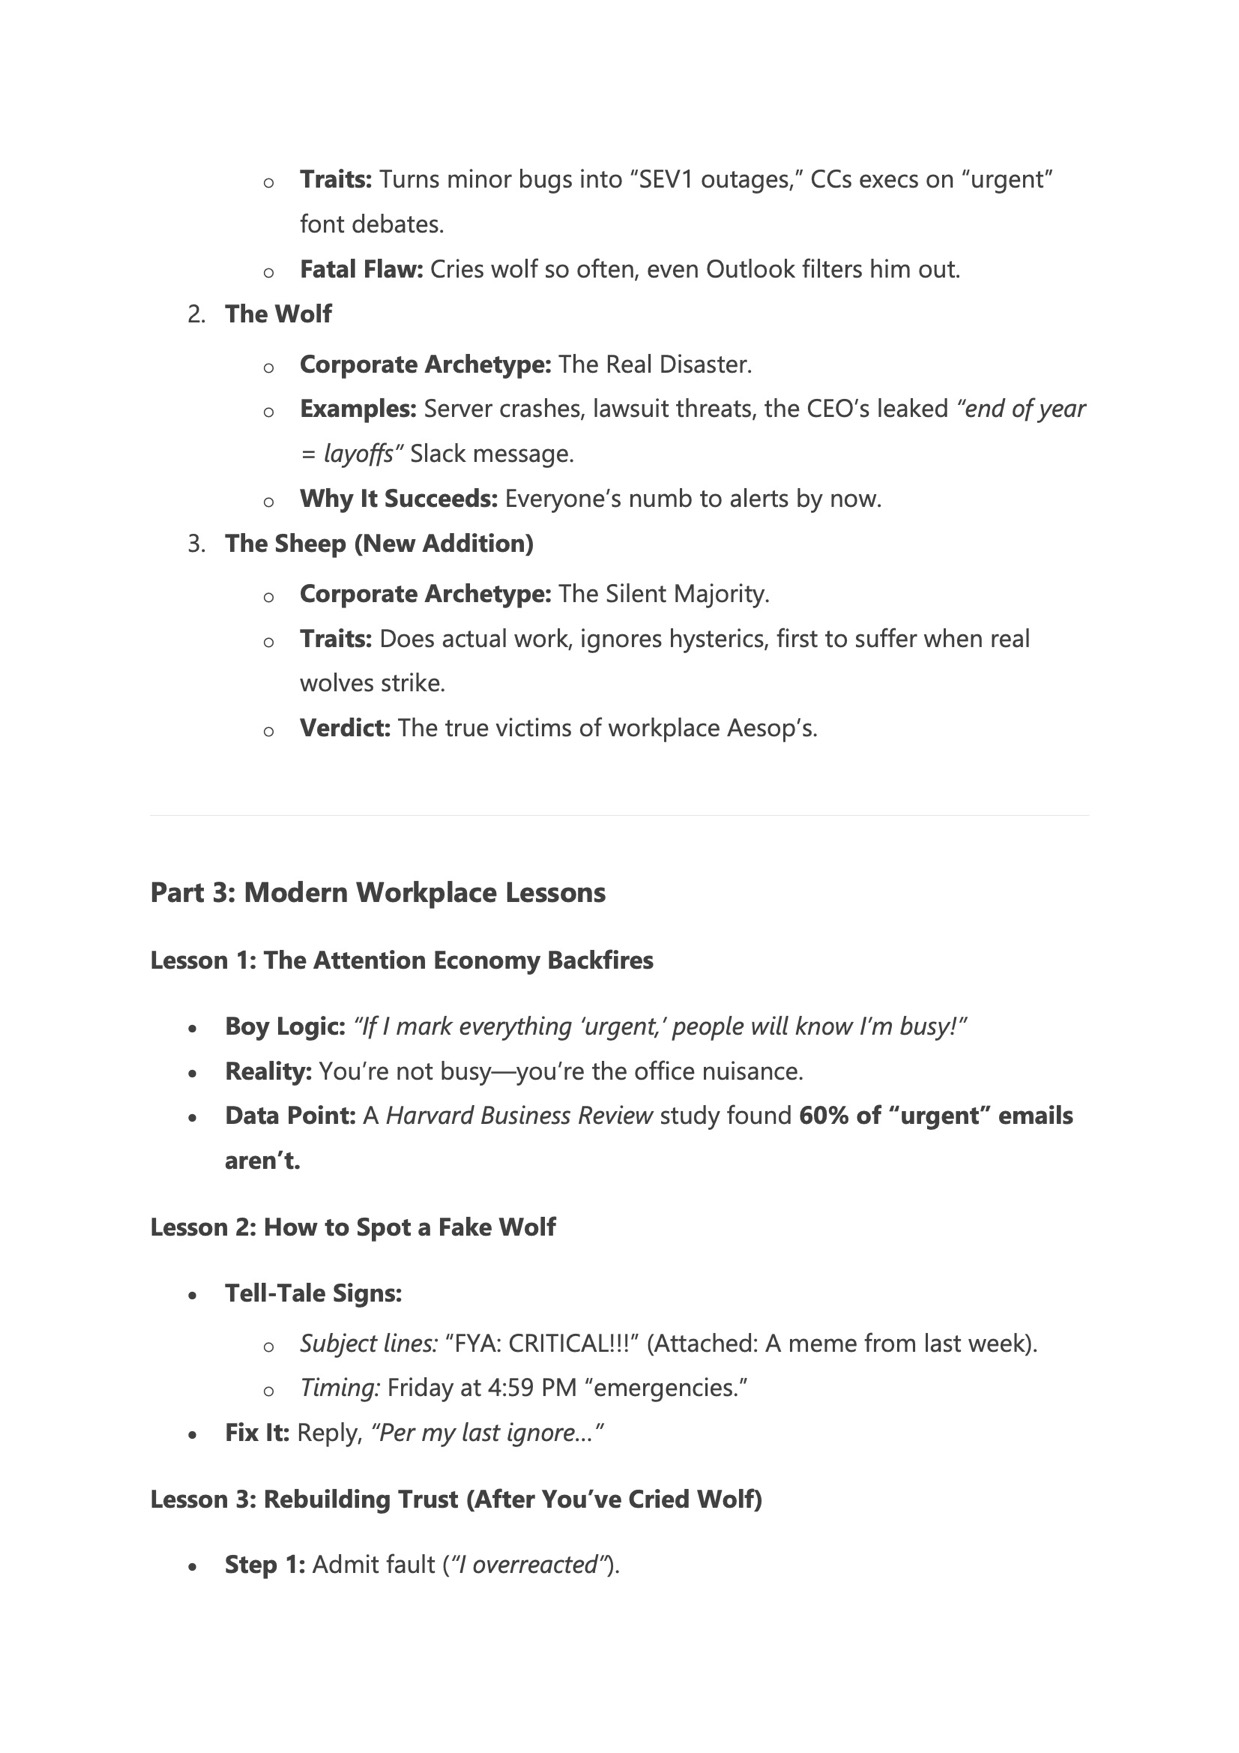 ○ Traits: Turns minor bugs into “SEV1 outages,” CCs execs on “urgent”
font debates.
○ Fatal Flaw: Cries wolf so often, even Outlook filters him out.
2. The Wolf
○ Corporate Archetype: The Real Disaster.
○ Examples: Server crashes, lawsuit threats, the CEO’s leaked “end of year
= layoffs” Slack message.
○ Why It Succeeds: Everyone’s numb to alerts by now.
3. The Sheep (New Addition)
○ Corporate Archetype: The Silent Majority.
○ Traits: Does actual work, ignores hysterics, first to suffer when real
wolves strike.
○ Verdict: The true victims of workplace Aesop’s.
Part 3: Modern Workplace Lessons
Lesson 1: The Attention Economy Backfires
• Boy Logic: “If I mark everything ‘urgent,’ people will know I’m busy!”
• Reality: You’re not busy—you’re the office nuisance.
• Data Point: A Harvard Business Review study found 60% of “urgent” emails
aren’t.
Lesson 2: How to Spot a Fake Wolf
• Tell-Tale Signs:
○ Subject lines: “FYA: CRITICAL!!!” (Attached: A meme from last week).
○ Timing: Friday at 4:59 PM “emergencies.”
• Fix It: Reply, “Per my last ignore…”
Lesson 3: Rebuilding Trust (After You’ve Cried Wolf)
• Step 1: Admit fault (“I overreacted”).